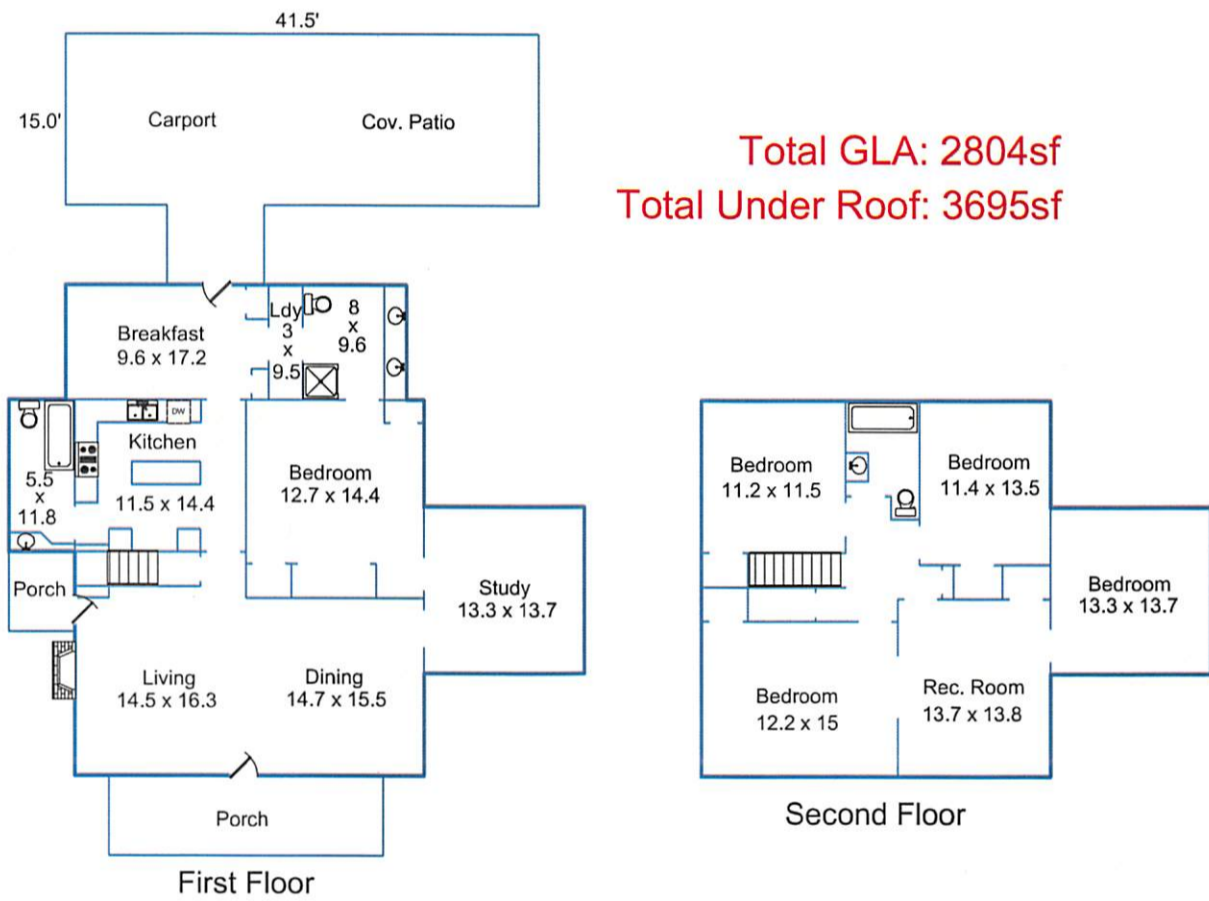 41.5'
15.0'
Carport
Cov. Patio
Total GLA: 2804sf
Total Under Roof: 3695sf
Breakfast
9.6 x 17.2
Ldy
3
x
9.5
8
x
9.6
DW
Kitchen
11.5 x 14.4
5.5
x
11.8
Bedroom
12.7 x 14.4
Porch
Study
13.3 x 13.7
Living
14.5 x 16.3
Dining
14.7 x 15.5
Porch
First Floor
Bedroom
11.2 x 11.5
Bedroom
11.4 x 13.5
Bedroom
13.3 x 13.7
Bedroom
12.2 x 15
Rec. Room
13.7 x 13.8
Second Floor